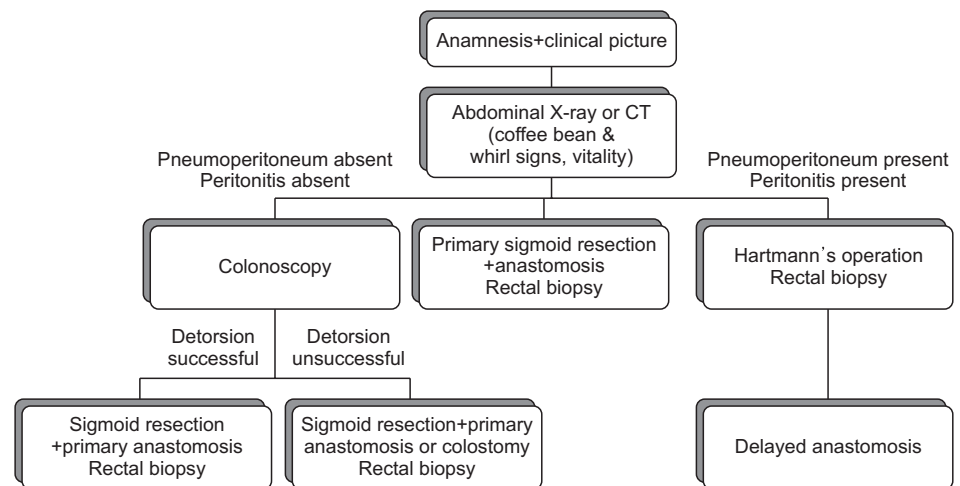 Anamnesis+clinical picture
Abdominal X-ray or CT
(coffee bean &
whirl signs, vitality)
Pneumoperitoneum absent
Peritonitis absent
Pneumoperitoneum present
Peritonitis present
Colonoscopy
Primary sigmoid resection
+anastomosis
Rectal biopsy
Hartmann's operation
Rectal biopsy
Detorsion
successful
Detorsion
unsuccessful
Sigmoid resection
+primary anastomosis
Rectal biopsy
Sigmoid resection+primary
anastomosis or colostomy
Rectal biopsy
Delayed anastomosis